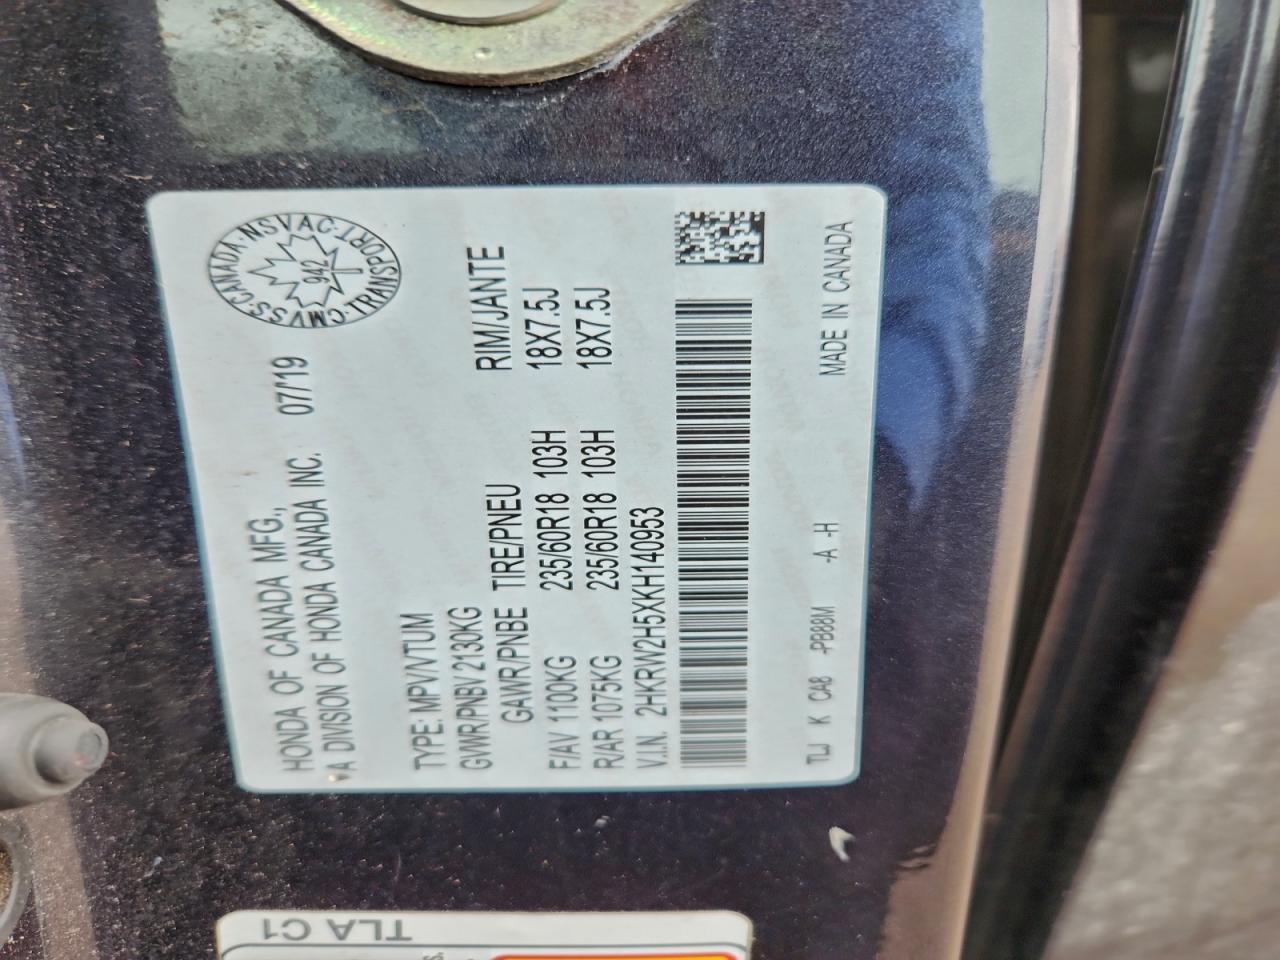 HONDA OF CANADA MFG.,
A DIVISION OF HONDA CANADA INC. 07/19
CMVSS·CANADA·NSVAC·TRANSPORT
942
TYPE: MPV/VTUM
GVWR/PNBV 2130KG
GAWR/PNBE TIRE/PNEU RIM/JANTE
F/AV 1100KG 235/60R18 103H 18X7.5J
R/AR 1075KG 235/60R18 103H 18X7.5J
V.I.N. 2HKRW2H5XKH140953
TLJ K CA8 -PB88M -A -H MADE IN CANADA
TLA C1